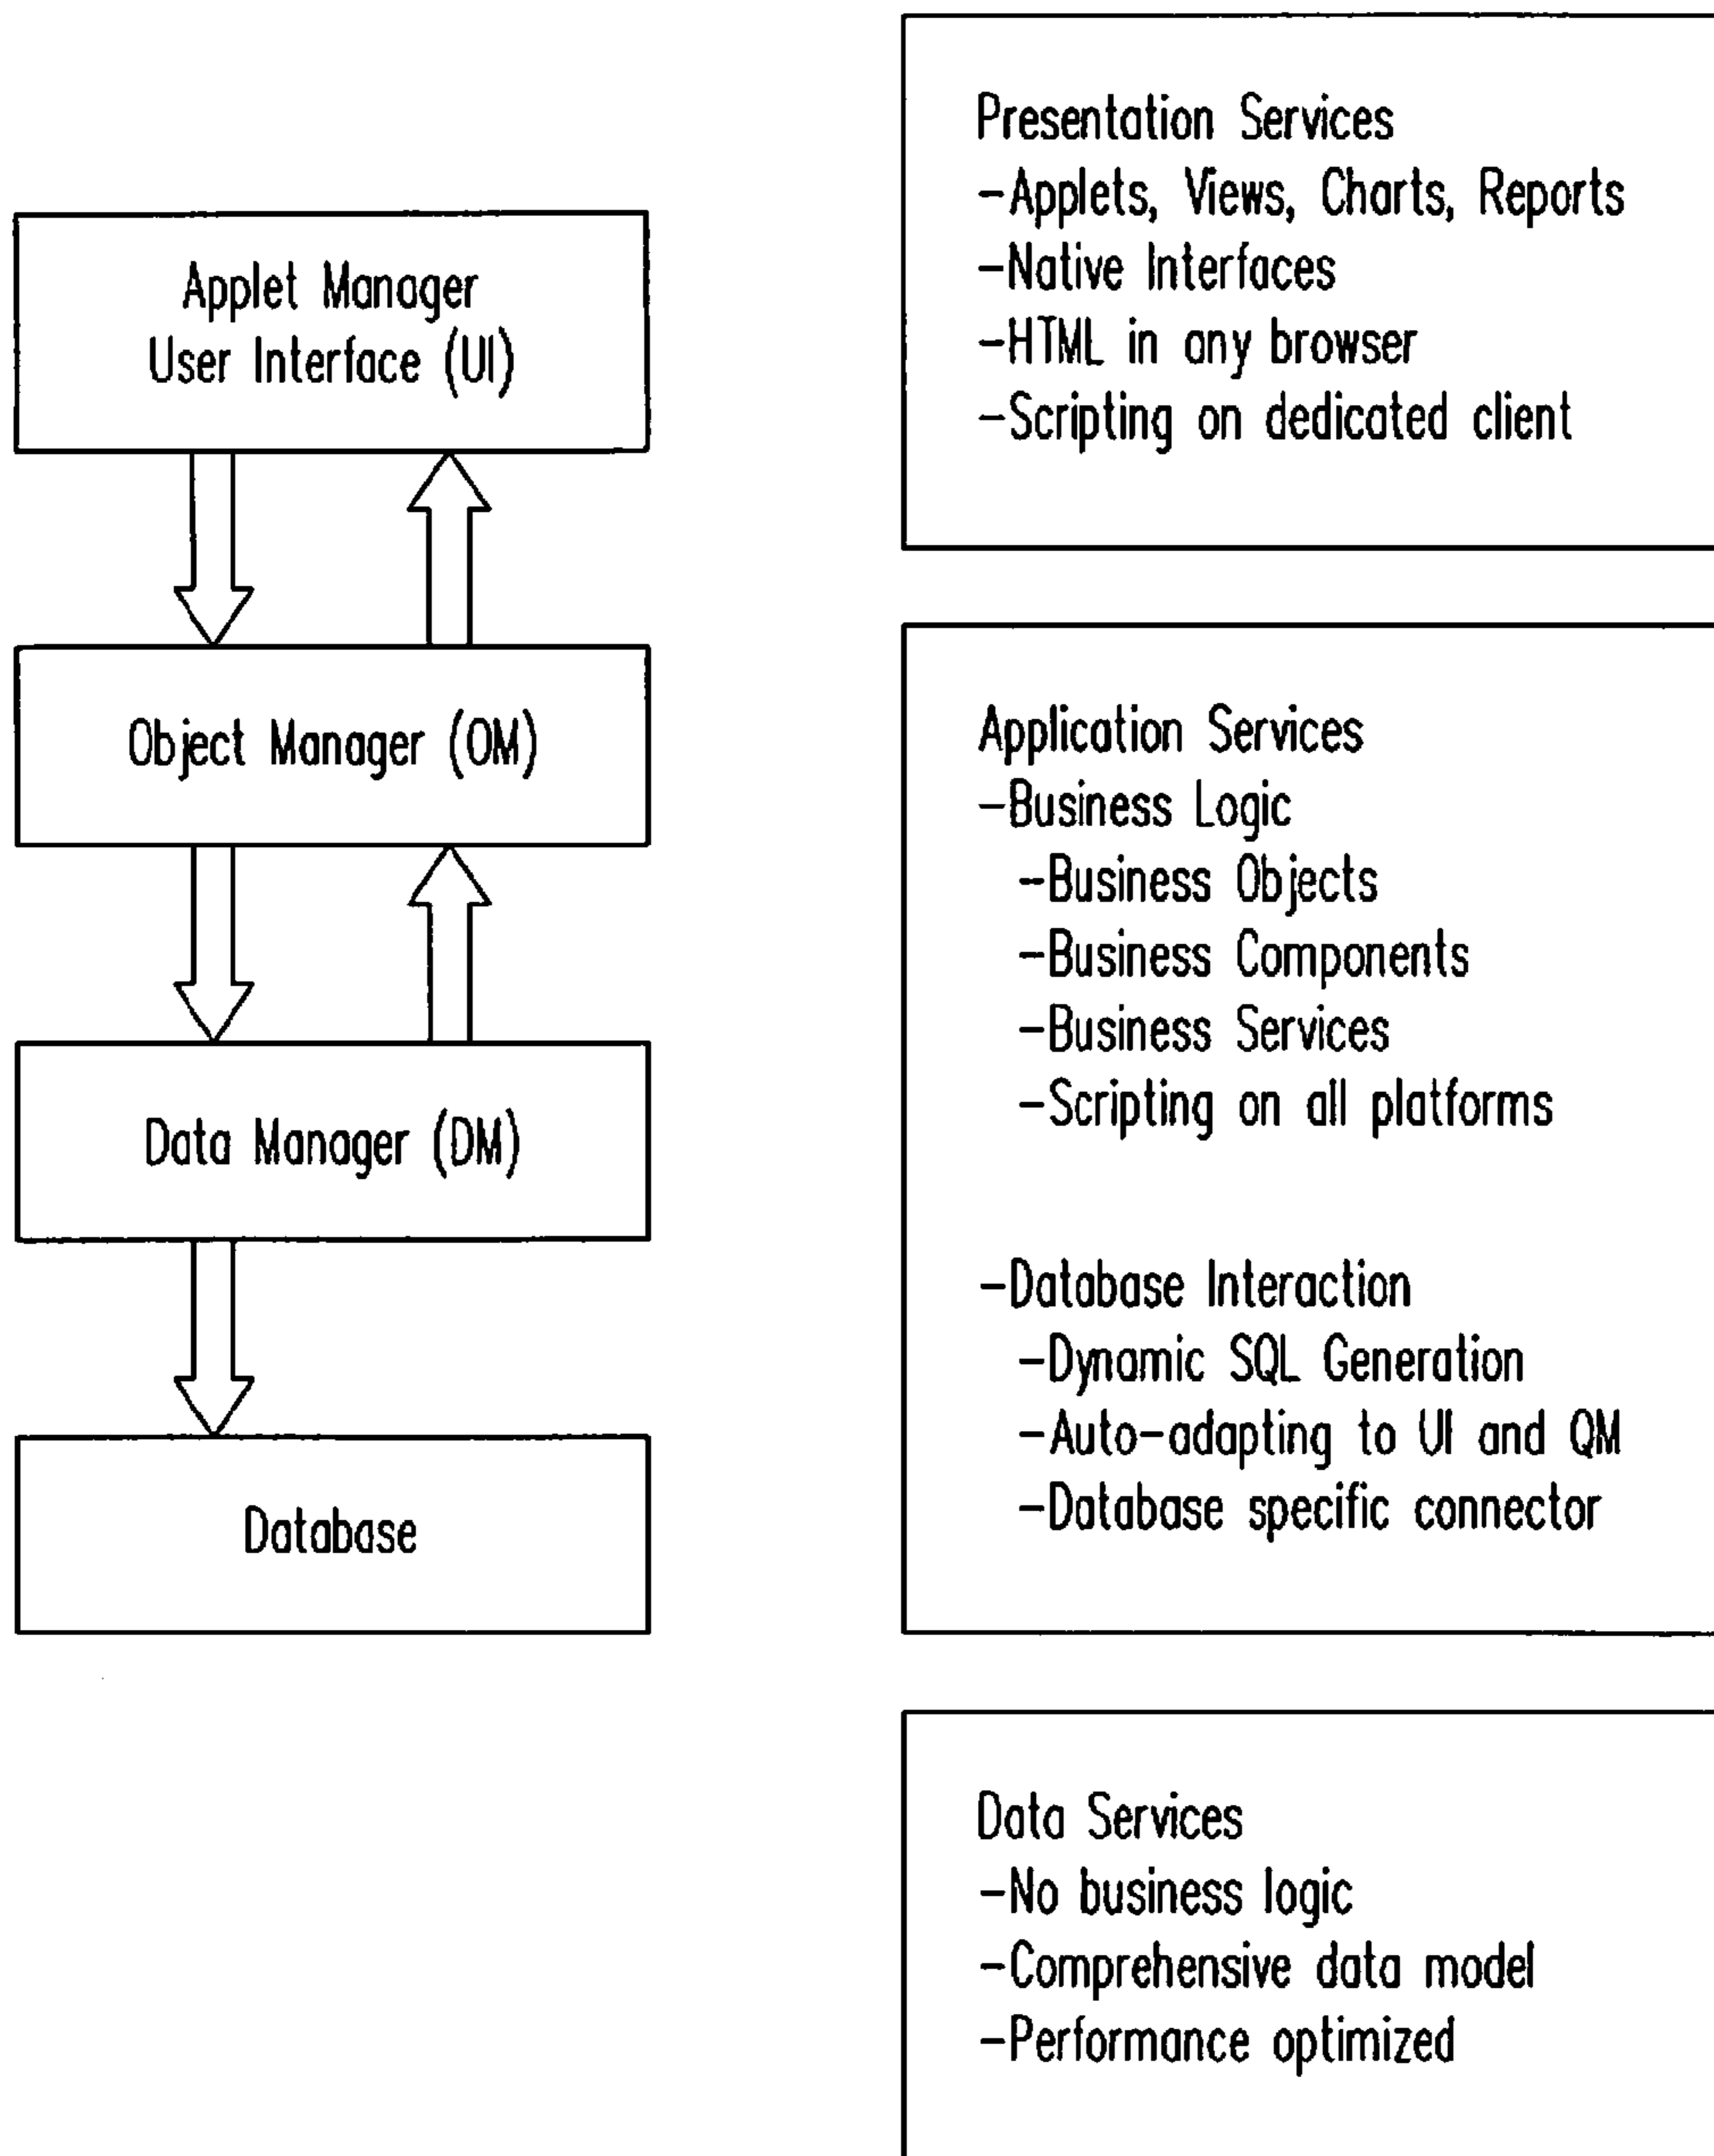 Applet Manager
User Interface (UI)
Object Manager (OM)
Data Manager (DM)
Database
Presentation Services
-Applets, Views, Charts, Reports
-Native Interfaces
-HTML in any browser
-Scripting on dedicated client
Application Services
-Business Logic
-Business Objects
-Business Components
-Business Services
-Scripting on all platforms
-Database Interaction
-Dynamic SQL Generation
-Auto-adapting to UI and QM
-Database specific connector
Data Services
-No business logic
-Comprehensive data model
-Performance optimized